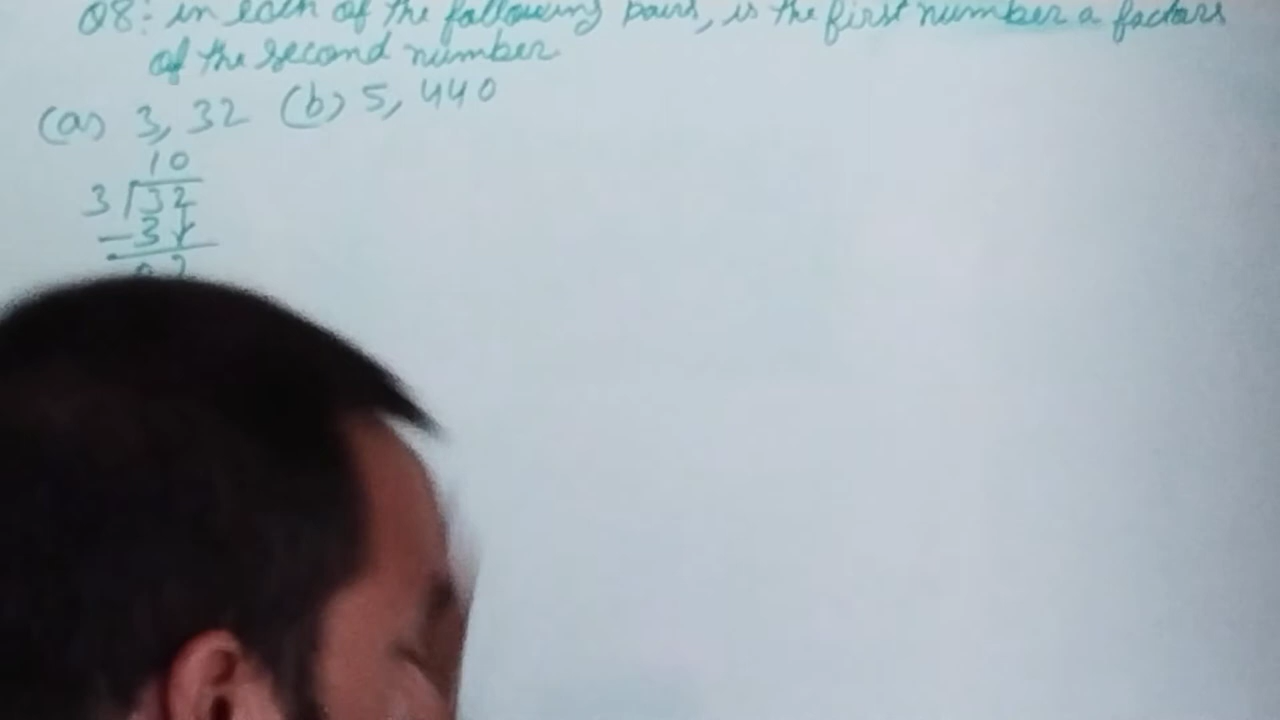 Q8:- in each of the following pairs, is the first number a factors
of the second number
(a) 3, 32 (b) 5, 440
10
3 32
-3↓
02